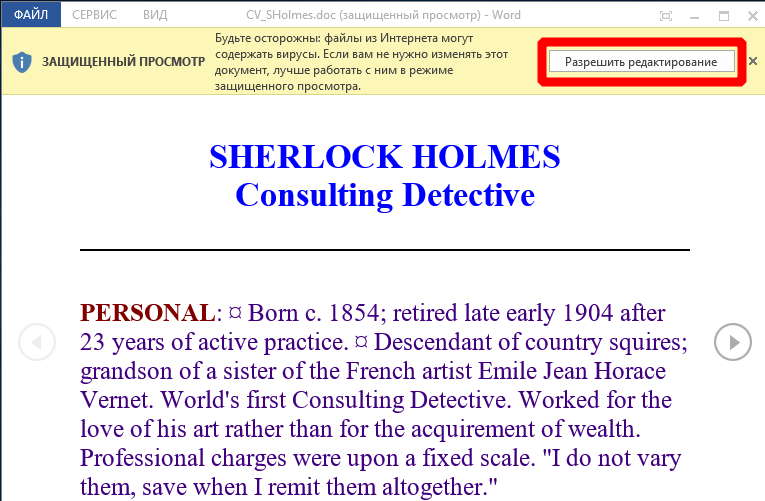 ФАЙЛ СЕРВИС ВИД CV_SHolmes.doc (защищенный просмотр) - Word
ЗАЩИЩЕННЫЙ ПРОСМОТР
Будьте осторожны: файлы из Интернета могут
содержать вирусы. Если вам не нужно изменять этот
документ, лучше работать с ним в режиме
защищенного просмотра.
Разрешить редактирование
SHERLOCK HOLMES
Consulting Detective
PERSONAL: ¤ Born c. 1854; retired late early 1904 after
23 years of active practice. ¤ Descendant of country squires;
grandson of a sister of the French artist Emile Jean Horace
Vernet. World's first Consulting Detective. Worked for the
love of his art rather than for the acquirement of wealth.
Professional charges were upon a fixed scale. "I do not vary
them, save when I remit them altogether."